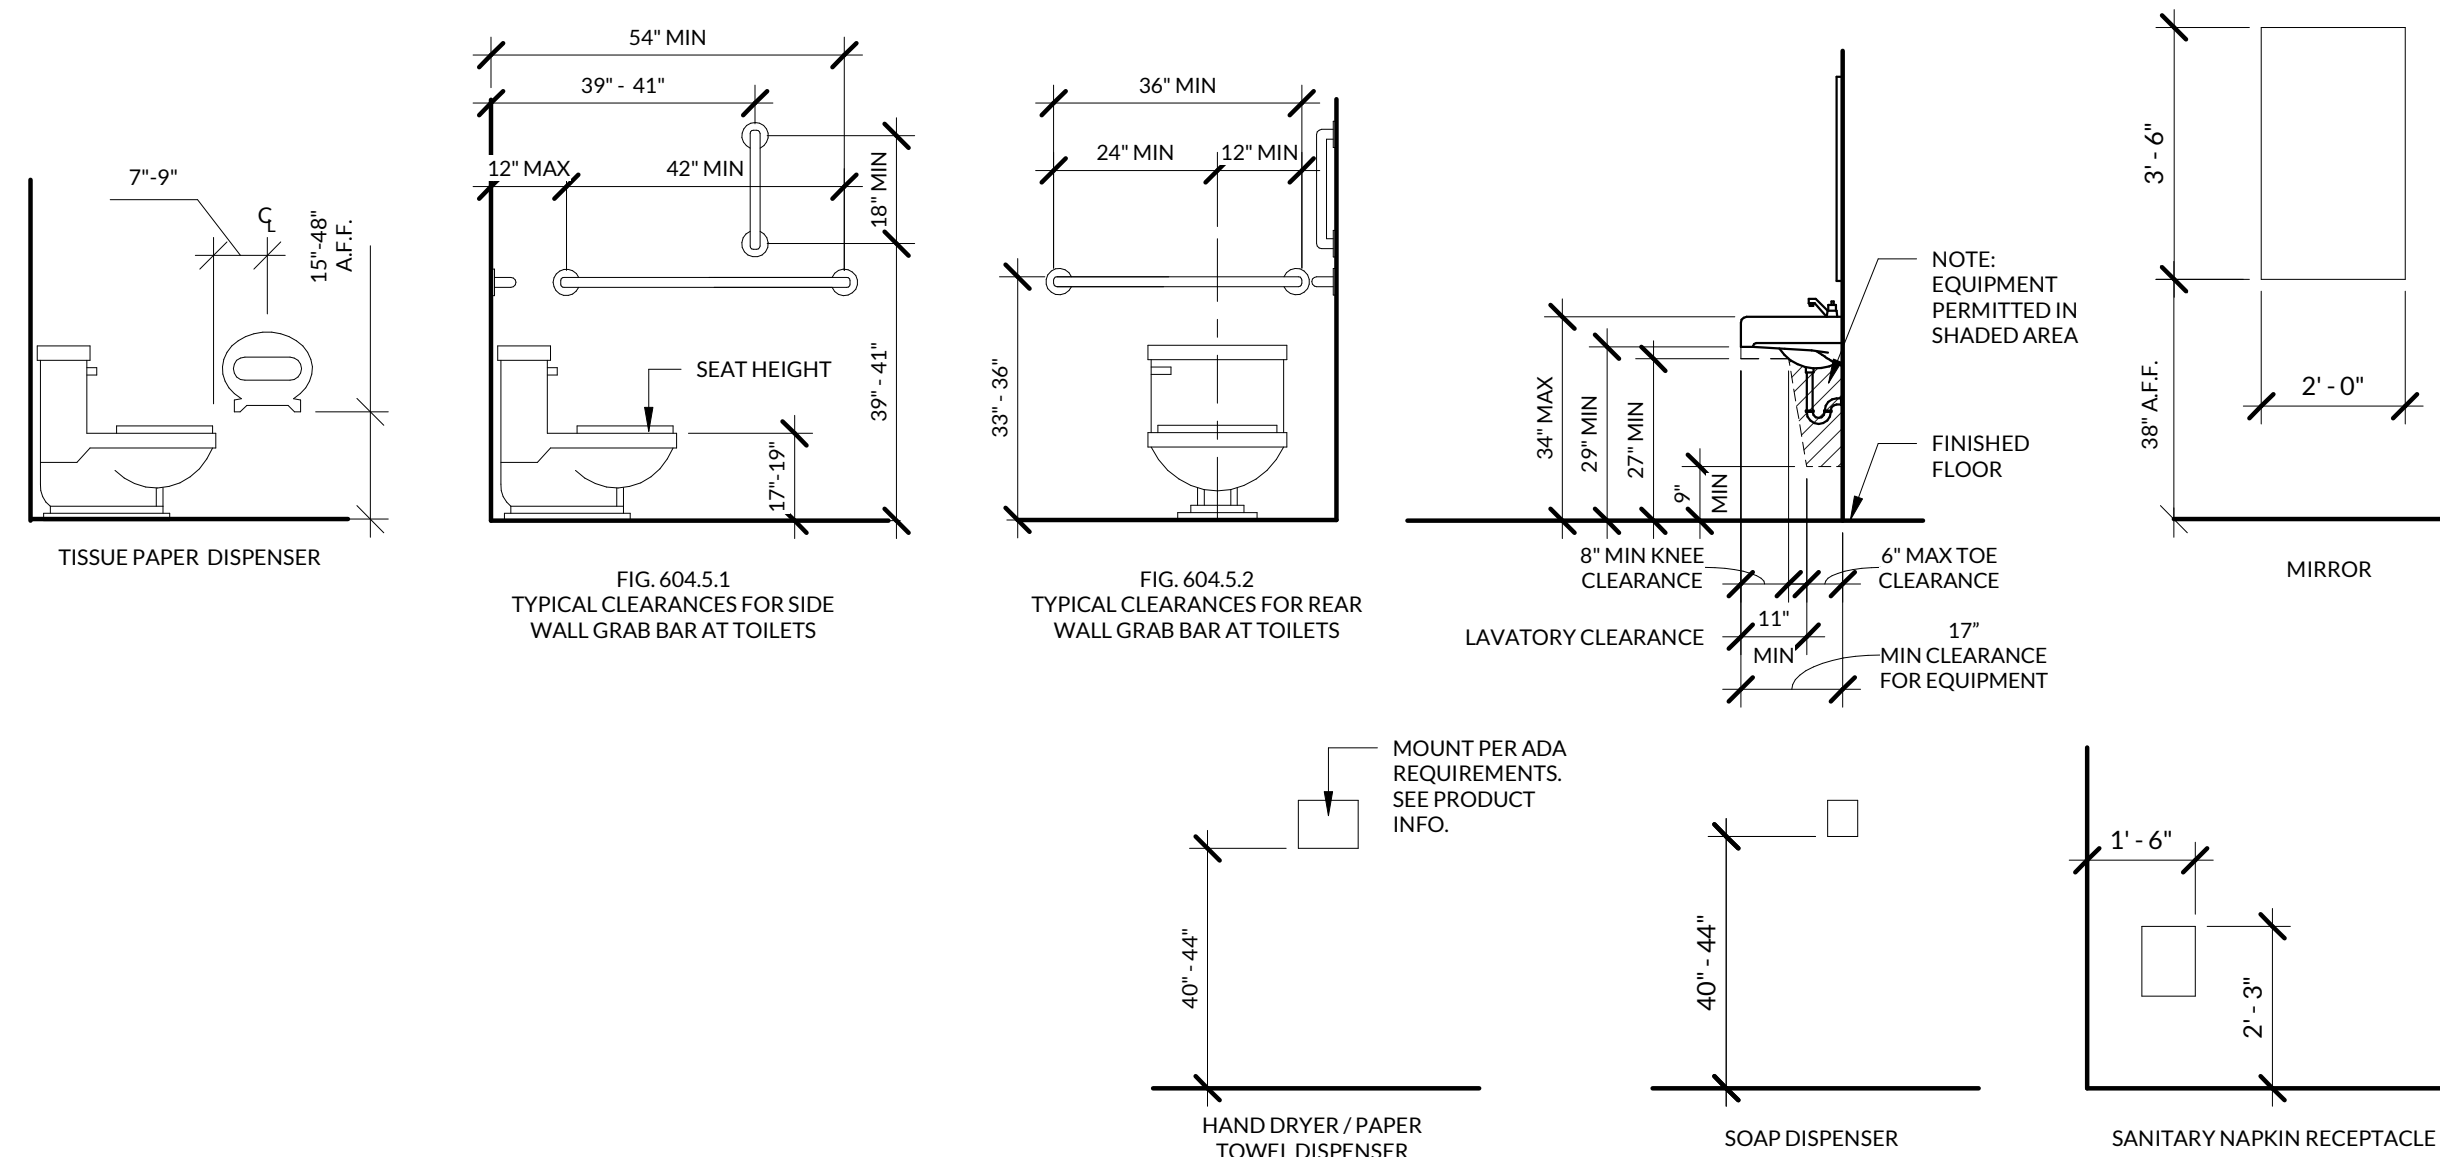 7"-9"
C
L
15"-48"
A.F.F.
TISSUE PAPER DISPENSER
54" MIN
39" - 41"
12" MAX
42" MIN
18" MIN
SEAT HEIGHT
39" - 41"
17"-19"
FIG. 604.5.1
TYPICAL CLEARANCES FOR SIDE
WALL GRAB BAR AT TOILETS
36" MIN
24" MIN
12" MIN
33" - 36"
FIG. 604.5.2
TYPICAL CLEARANCES FOR REAR
WALL GRAB BAR AT TOILETS
NOTE:
EQUIPMENT
PERMITTED IN
SHADED AREA
34" MAX
29" MIN
27" MIN
9"
MIN
FINISHED
FLOOR
8" MIN KNEE
CLEARANCE
6" MAX TOE
CLEARANCE
11"
MIN
LAVATORY CLEARANCE
17”
MIN CLEARANCE
FOR EQUIPMENT
3' - 6"
2' - 0"
38" A.F.F.
MIRROR
MOUNT PER ADA
REQUIREMENTS.
SEE PRODUCT
INFO.
40" - 44"
HAND DRYER / PAPER
TOWEL DISPENSER
40" - 44"
SOAP DISPENSER
1' - 6"
2' - 3"
SANITARY NAPKIN RECEPTACLE